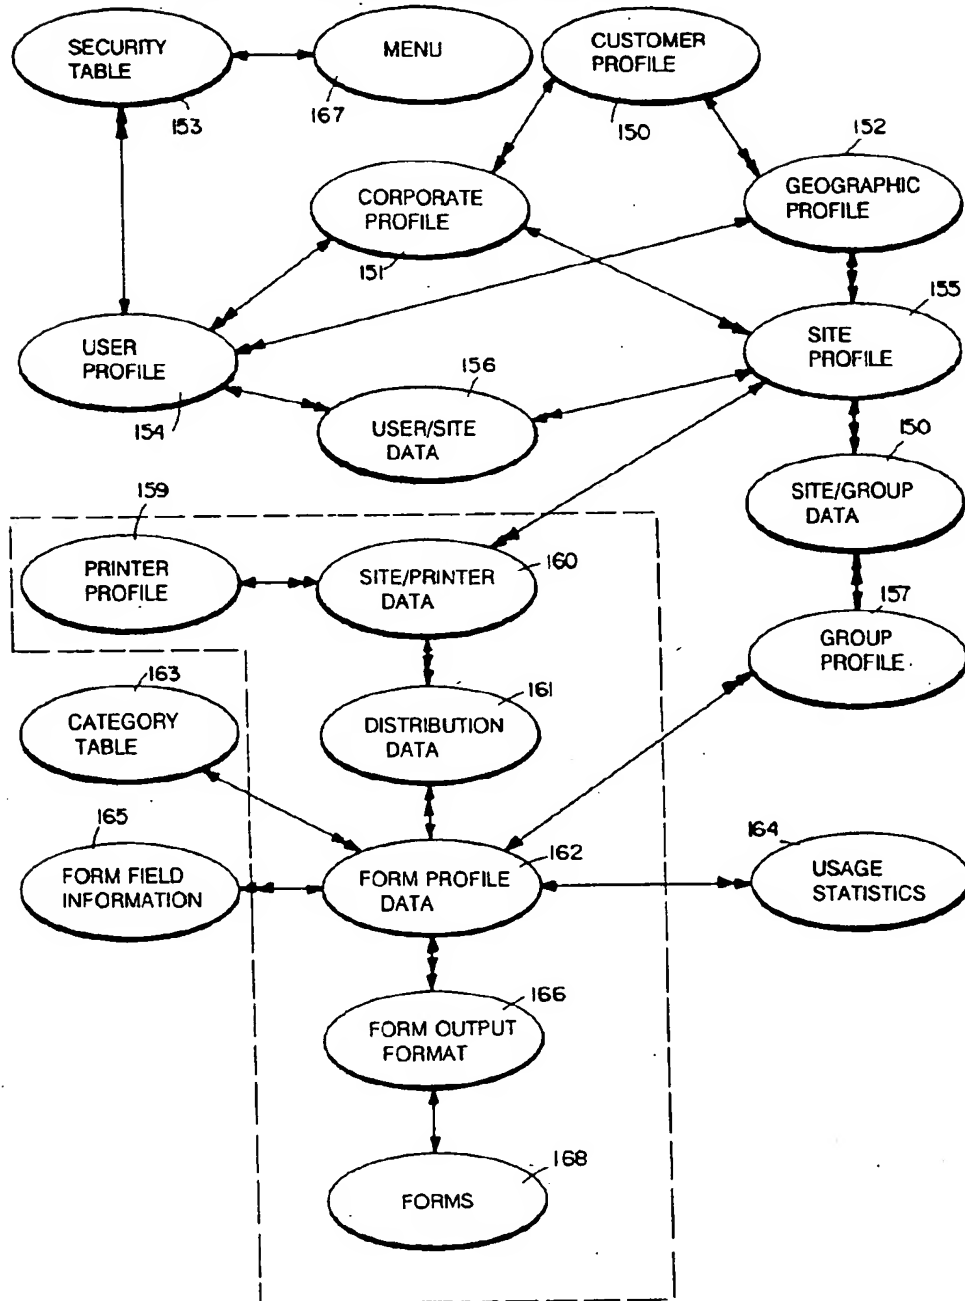 SECURITY
TABLE
153
MENU
167
CUSTOMER
PROFILE
150
152
CORPORATE
PROFILE
151
GEOGRAPHIC
PROFILE
155
USER
PROFILE
154
156
USER/SITE
DATA
SITE
PROFILE
150
SITE/GROUP
DATA
159
PRINTER
PROFILE
SITE/PRINTER
DATA
160
157
GROUP
PROFILE
163
CATEGORY
TABLE
161
DISTRIBUTION
DATA
165
FORM FIELD
INFORMATION
162
FORM PROFILE
DATA
164
USAGE
STATISTICS
166
FORM OUTPUT
FORMAT
168
FORMS